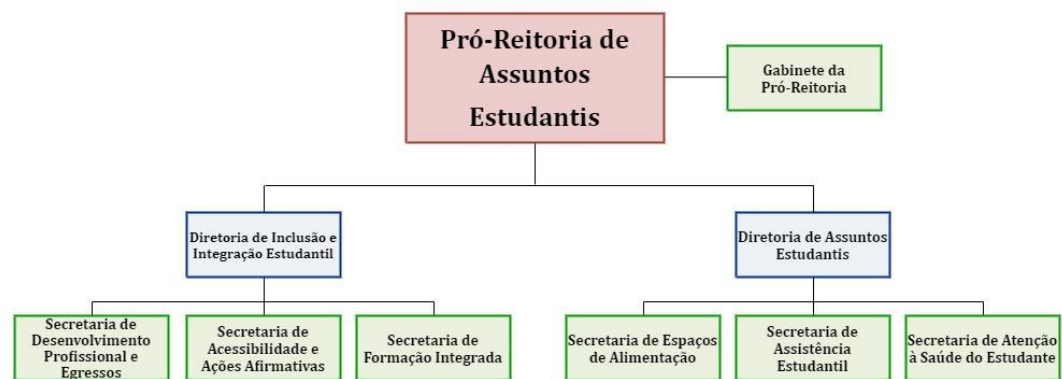 Pró-Reitoria de
Assuntos
Estudantis
Gabinete da
Pró-Reitoria
Diretoria de Inclusão e
Integração Estudantil
Diretoria de Assuntos
Estudantis
Secretaria de
Desenvolvimento
Profissional e
Egressos
Secretaria de
Acessibilidade e
Ações Afirmativas
Secretaria de
Formação Integrada
Secretaria de Espaços
de Alimentação
Secretaria de
Assistência
Estudantil
Secretaria de Atenção
à Saúde do Estudante